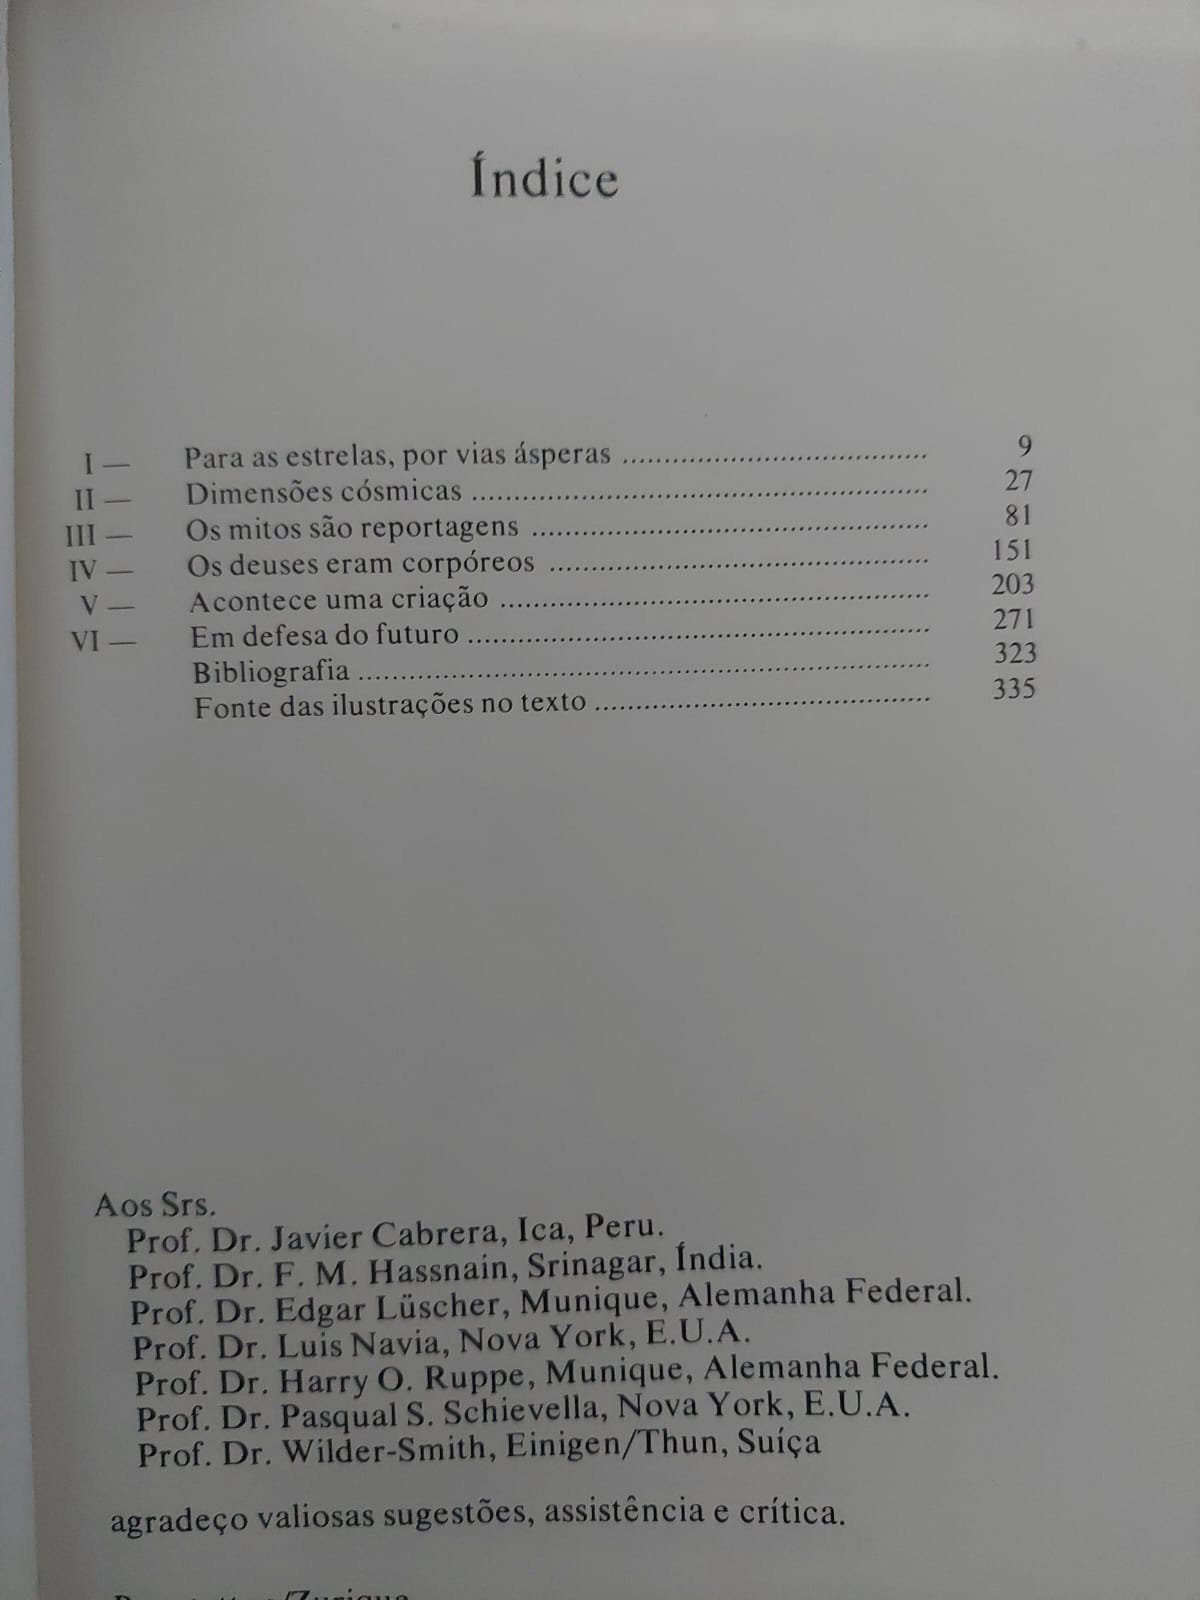 Índice
I — Para as estrelas, por vias ásperas ........ 9
II — Dimensões cósmicas ........ 27
III — Os mitos são reportagens ........ 81
IV — Os deuses eram corpóreos ........ 151
V — Acontece uma criação ........ 203
VI — Em defesa do futuro ........ 271
Bibliografia ........ 323
Fonte das ilustrações no texto ........ 335
Aos Srs.
Prof. Dr. Javier Cabrera, Ica, Peru.
Prof. Dr. F. M. Hassnain, Srinagar, Índia.
Prof. Dr. Edgar Lüscher, Munique, Alemanha Federal.
Prof. Dr. Luis Navia, Nova York, E.U.A.
Prof. Dr. Harry O. Ruppe, Munique, Alemanha Federal.
Prof. Dr. Pasqual S. Schievella, Nova York, E.U.A.
Prof. Dr. Wilder-Smith, Einigen/Thun, Suíça
agradeço valiosas sugestões, assistência e crítica.